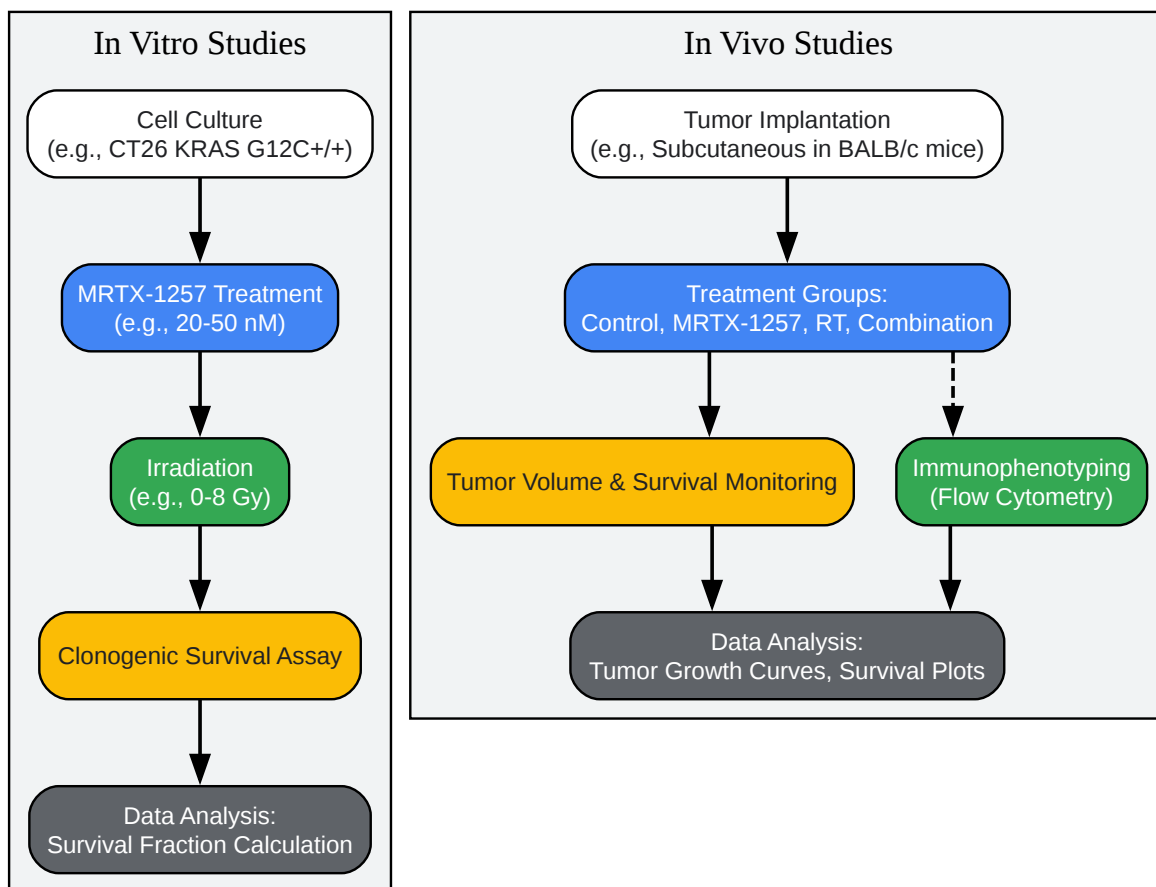 In Vitro Studies
Cell Culture
(e.g., CT26 KRAS G12C+/+)
MRTX-1257 Treatment
(e.g., 20-50 nM)
Irradiation
(e.g., 0-8 Gy)
Clonogenic Survival Assay
Data Analysis:
Survival Fraction Calculation
In Vivo Studies
Tumor Implantation
(e.g., Subcutaneous in BALB/c mice)
Treatment Groups:
Control, MRTX-1257, RT, Combination
Tumor Volume & Survival Monitoring
Immunophenotyping
(Flow Cytometry)
Data Analysis:
Tumor Growth Curves, Survival Plots